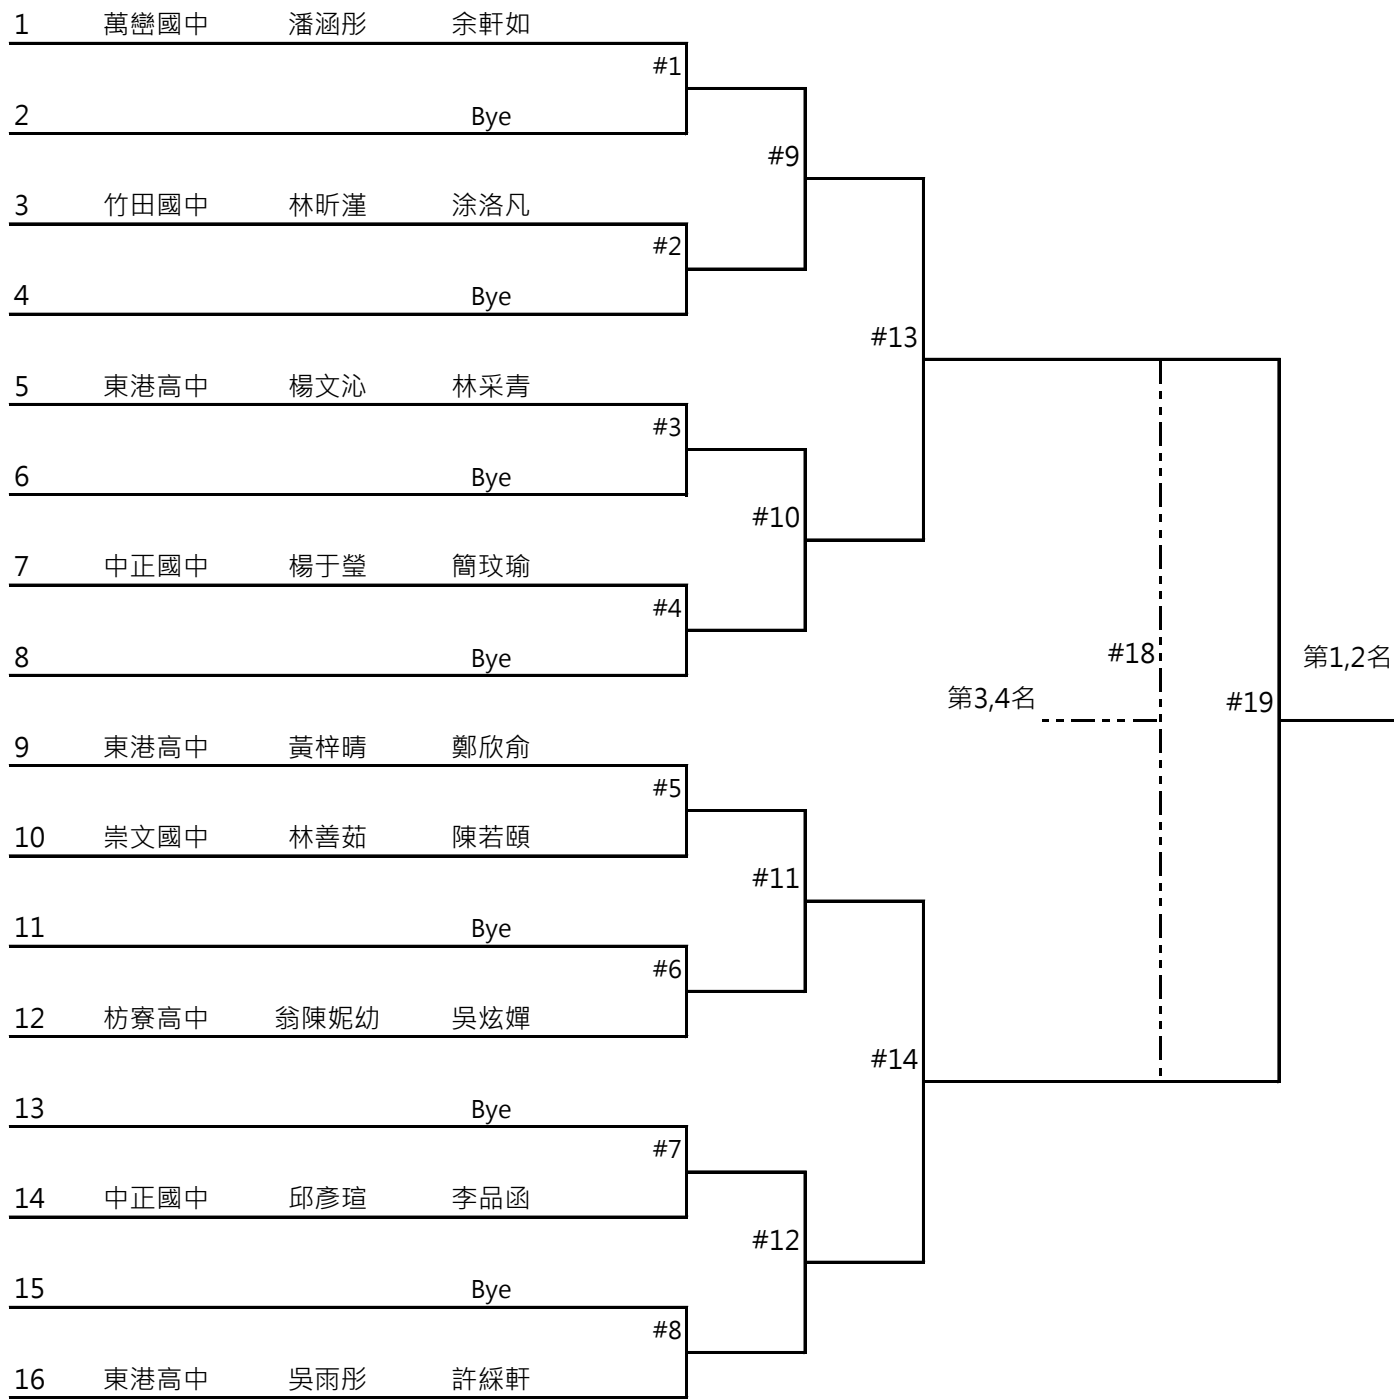 1 萬巒國中 潘涵彤 余軒如
#1
2 Bye
#9
3 竹田國中 林昕漌 涂洛凡
#2
4 Bye
#13
5 東港高中 楊文沁 林采青
#3
6 Bye
#10
7 中正國中 楊于瑩 簡玟瑜
#4
8 Bye
#18 第1,2名
第3,4名 #19
9 東港高中 黃梓晴 鄭欣俞
#5
10 崇文國中 林善茹 陳若頤
#11
11 Bye
#6
12 枋寮高中 翁陳妮幼 吳炫嬋
#14
13 Bye
#7
14 中正國中 邱彥瑄 李品函
#12
15 Bye
#8
16 東港高中 吳雨彤 許綵軒